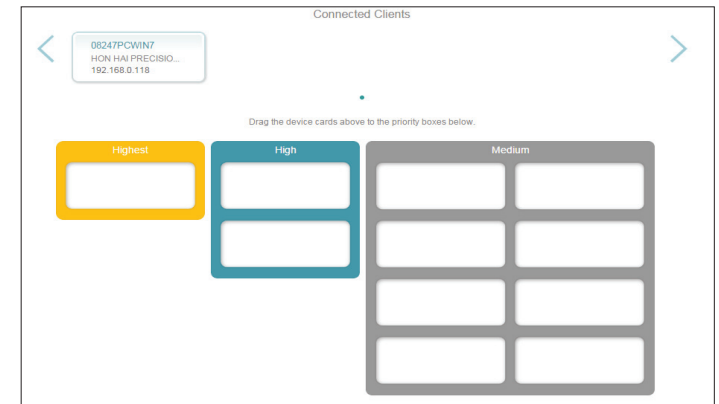 Connected Clients
08247PCWIN7
HON HAI PRECISIO...
192.168.0.118
Drag the device cards above to the priority boxes below.
Highest
High
Medium